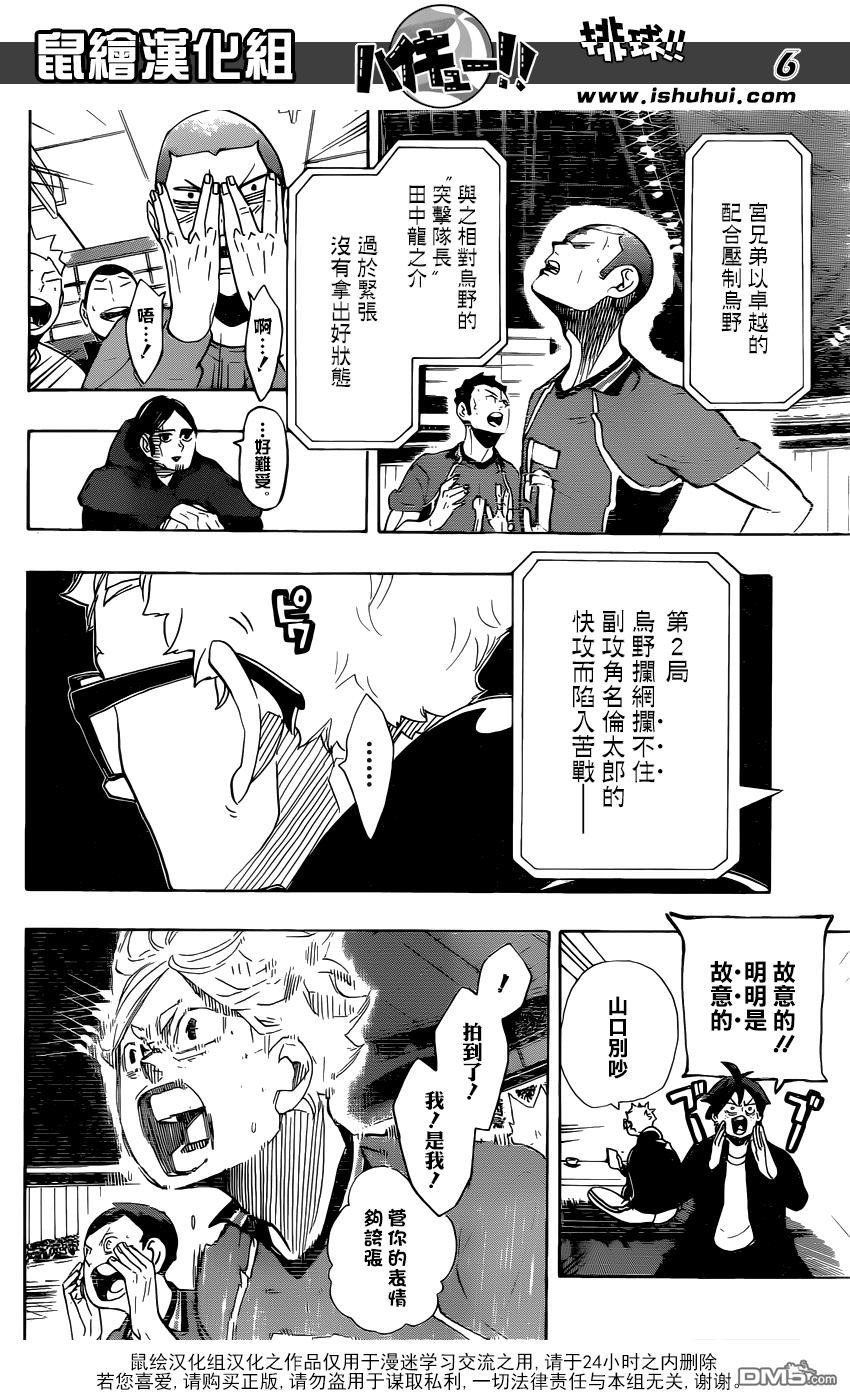 鼠繪漢化組
ハイキュー!!
排球!!
6
www.ishuhui.com
宮兄弟以卓越的
配合壓制烏野
與之相對烏野的
“突擊隊長”
田中龍之介
過於緊張
沒有拿出好狀態
啊…!
唔…!
…好難受。
第2局
烏野攔網攔不住
副攻角名倫太郎的
快攻而陷入苦戰──
ピク
……
故意的!!
明明是
故意的
山口別吵
ブ
ブ
!
拍到了!
我!是我!
菅你的表情
夠誇張
鼠绘汉化组汉化之作品仅用于漫迷学习交流之用, 请于24小时之内删除
若您喜爱, 请购买正版, 请勿盗用于谋取私利, 一切法律责任与本组无关, 谢谢。
DM5.com